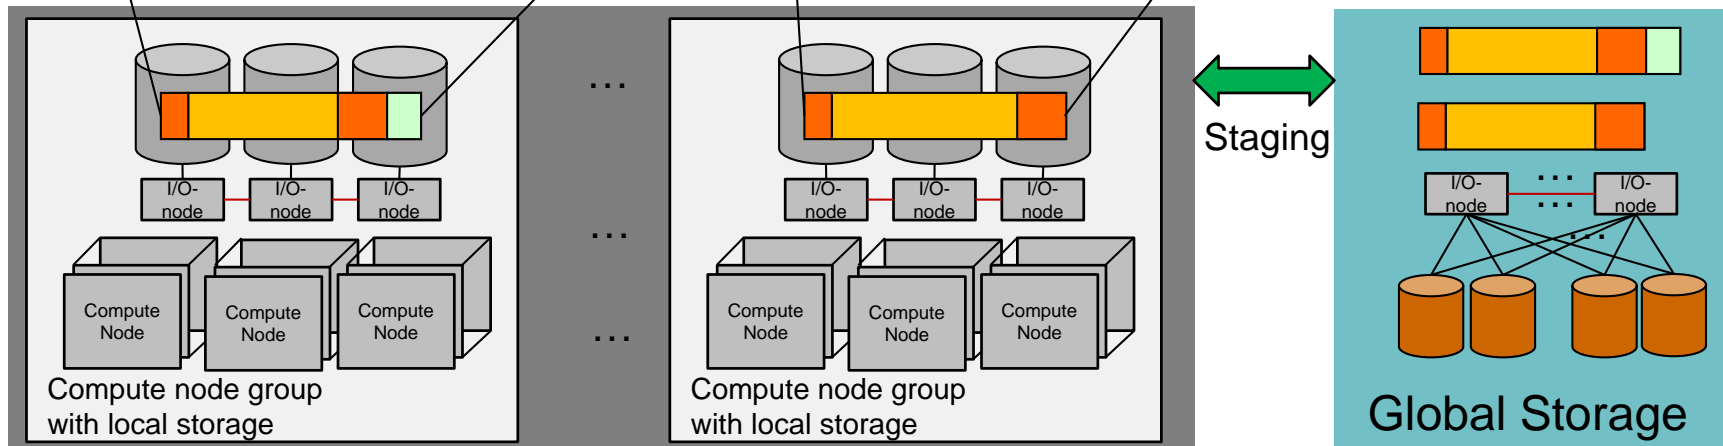 I/O-
node
I/O-
node
I/O-
node
Compute
Node
Compute
Node
Compute
Node
Compute node group
with local storage
...
...
...
I/O-
node
I/O-
node
I/O-
node
Compute
Node
Compute
Node
Compute
Node
Compute node group
with local storage
Staging
I/O-
node
...
...
I/O-
node
...
Global Storage